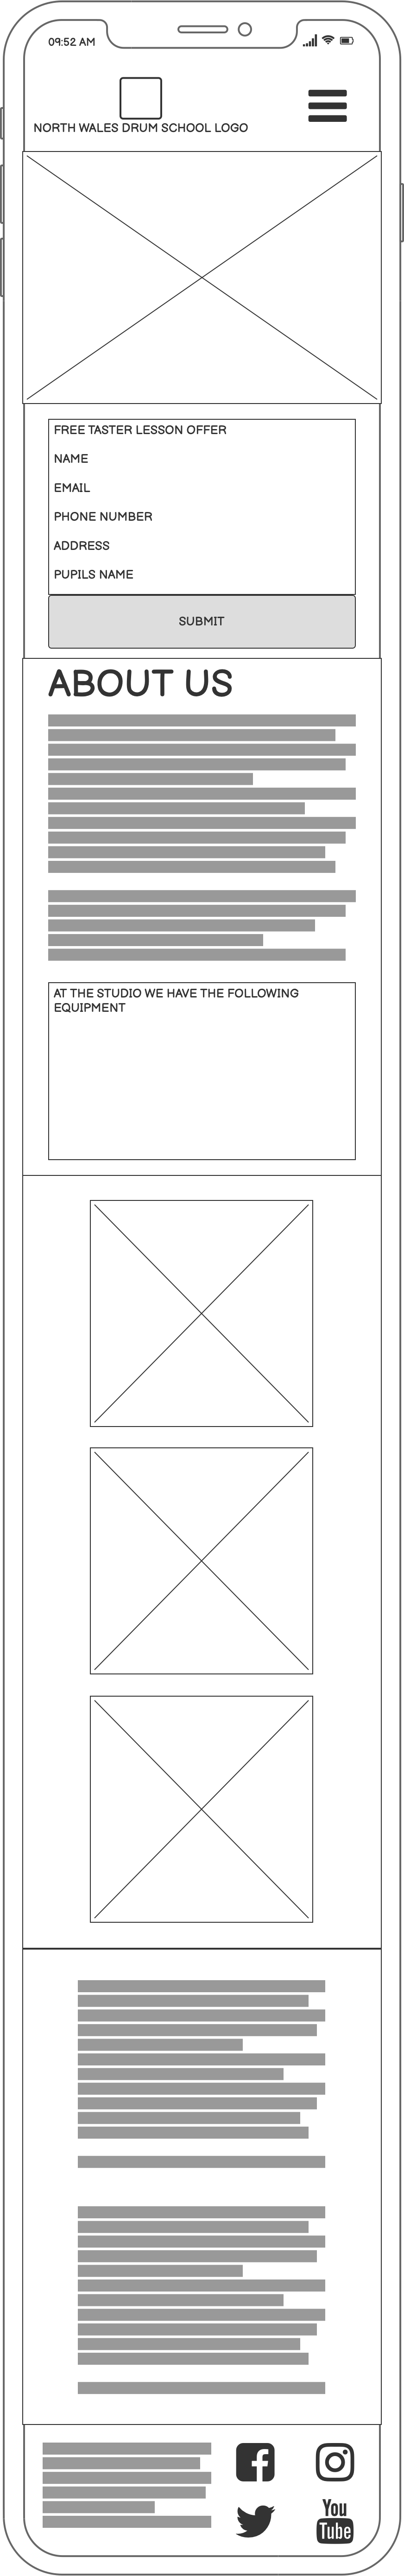 09:52 AM
NORTH WALES DRUM SCHOOL LOGO
FREE TASTER LESSON OFFER
NAME
EMAIL
PHONE NUMBER
ADDRESS
PUPILS NAME
SUBMIT
ABOUT US
AT THE STUDIO WE HAVE THE FOLLOWING
EQUIPMENT
You
Tube